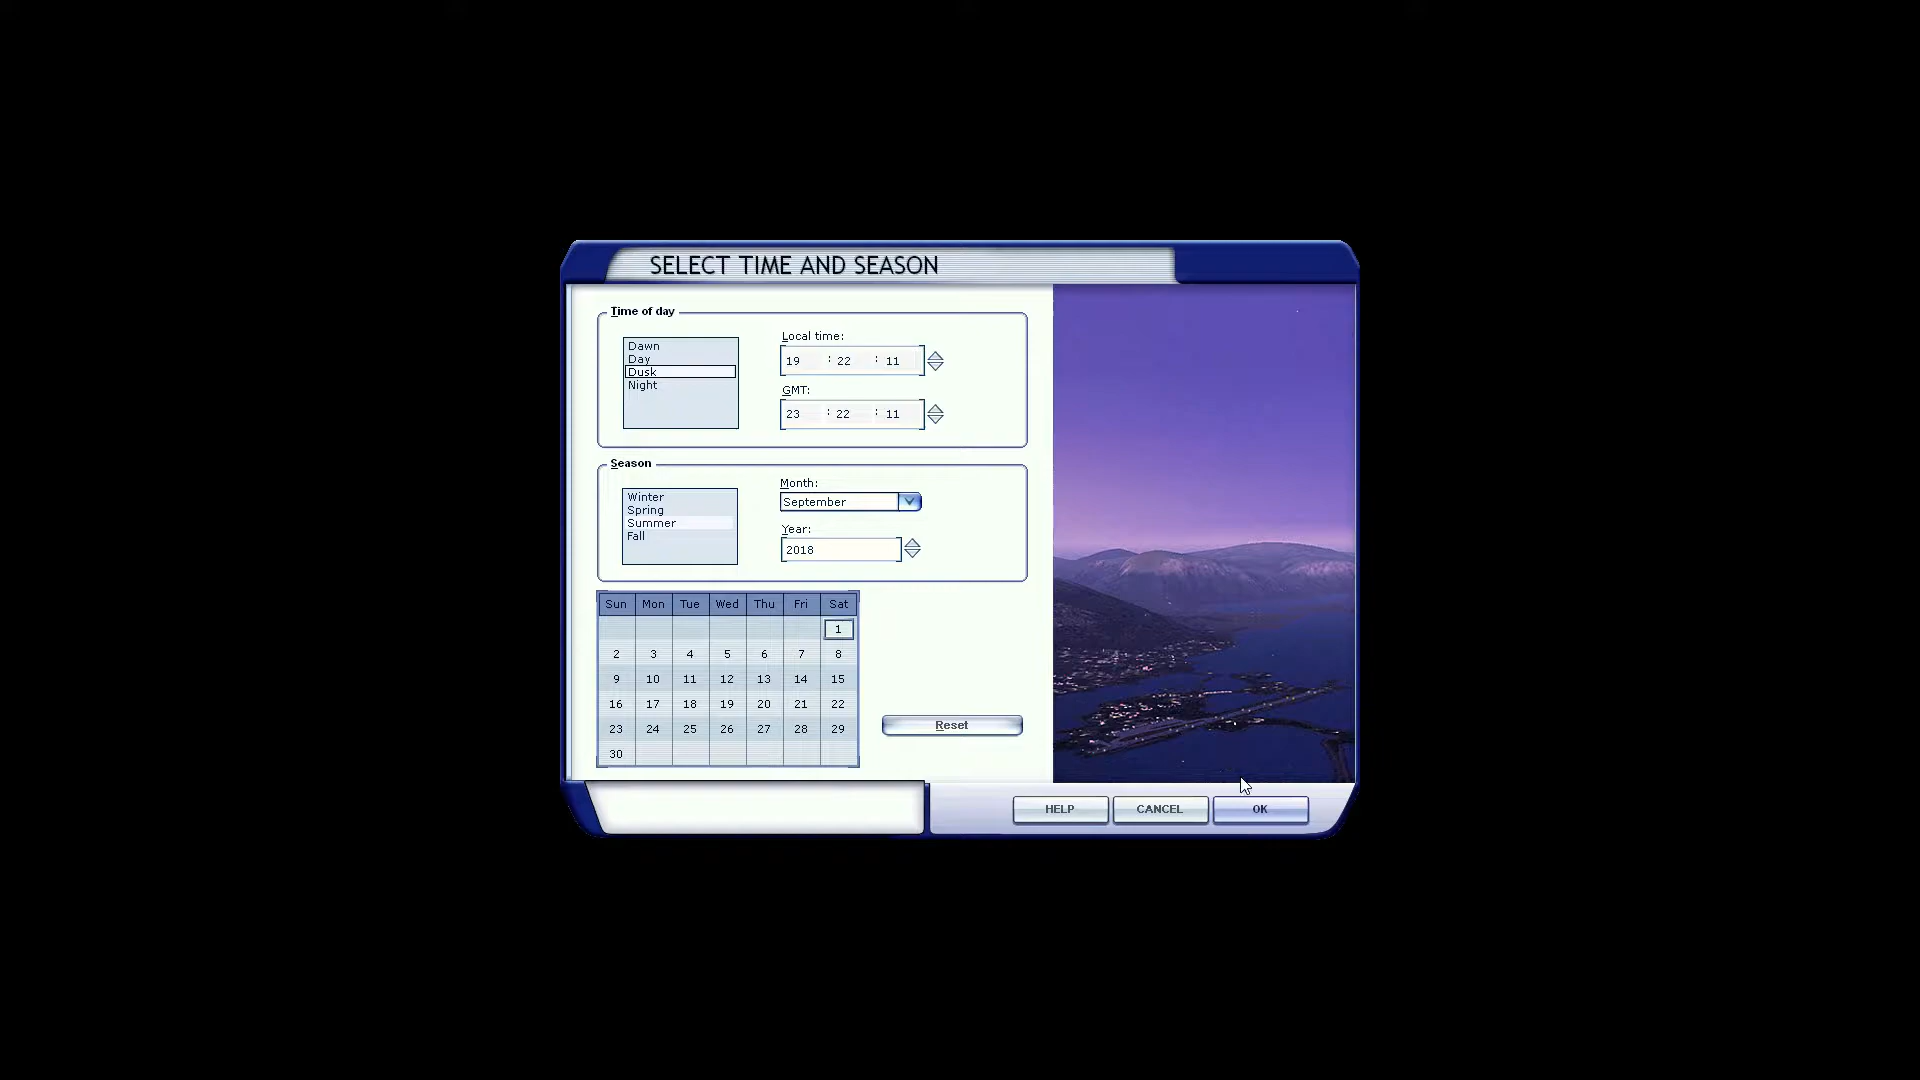 SELECT TIME AND SEASON
Time of day
Dawn
Day
Dusk
Night
Local time:
19 : 22 : 11
GMT:
23 : 22 : 11
Season
Winter
Spring
Summer
Fall
Month:
September
Year:
2018
Sun Mon Tue Wed Thu Fri Sat
1
2 3 4 5 6 7 8
9 10 11 12 13 14 15
16 17 18 19 20 21 22
23 24 25 26 27 28 29
30
Reset
HELP CANCEL OK